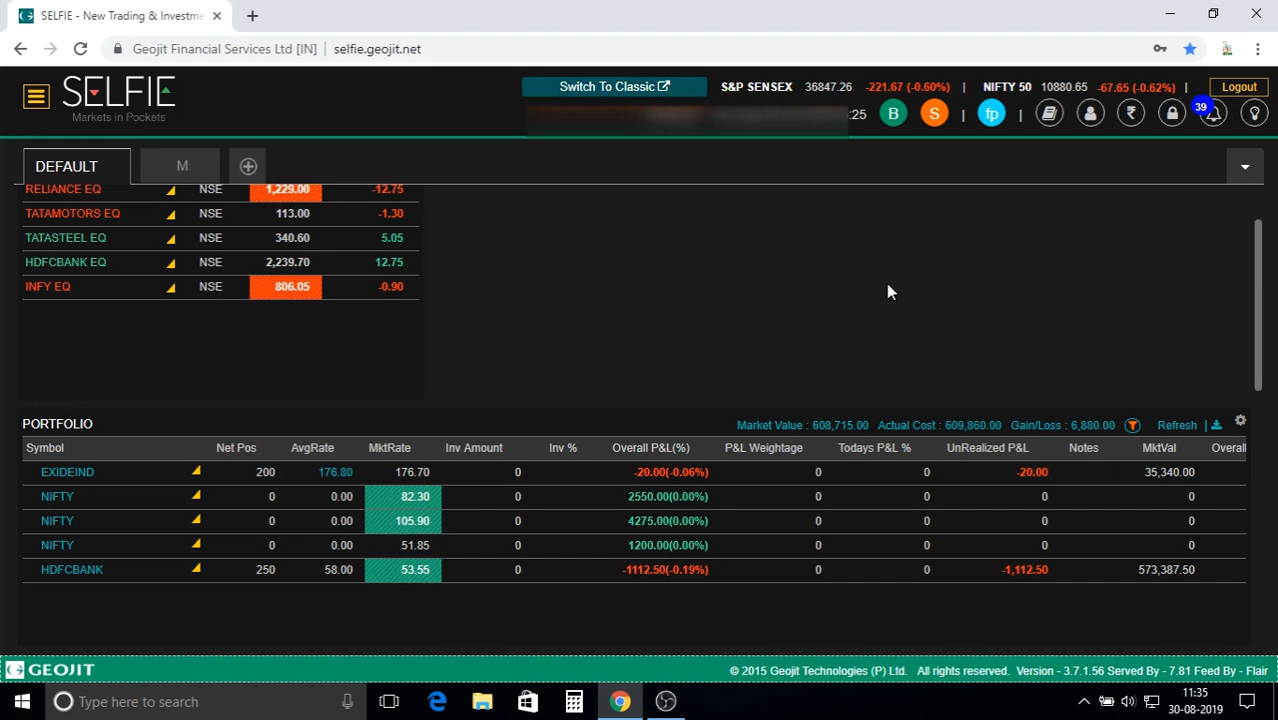 SELFIE - New Trading & Investme
Geojit Financial Services Ltd [IN] | selfie.geojit.net
SELFIE
Markets in Pockets
Switch To Classic
S&P SENSEX 36847.26 -221.67 (-0.60%) | NIFTY 50 10880.65 -67.65 (-0.62%) | Logout
:25 B S | fp | 39
DEFAULT M
RELIANCE EQ NSE 1,229.00 -12.75
TATAMOTORS EQ NSE 113.00 -1.30
TATASTEEL EQ NSE 340.60 5.05
HDFCBANK EQ NSE 2,239.70 12.75
INFY EQ NSE 806.05 -0.90
PORTFOLIO
Market Value : 608,715.00 Actual Cost : 609,860.00 Gain/Loss : 6,880.00 Refresh |
Symbol Net Pos AvgRate MktRate Inv Amount Inv % Overall P&L(%) P&L Weightage Todays P&L % UnRealized P&L Notes MktVal Overall
EXIDEIND 200 176.80 176.70 0 0 -20.00(-0.06%) 0 0 -20.00 35,340.00
NIFTY 0 0.00 82.30 0 2550.00(0.00%) 0 0 0 0
NIFTY 0 0.00 105.90 0 4275.00(0.00%) 0 0 0 0
NIFTY 0 0.00 51.85 0 1200.00(0.00%) 0 0 0 0
HDFCBANK 250 58.00 53.55 0 -1112.50(-0.19%) 0 0 -1,112.50 573,387.50
GEOJIT
© 2015 Geojit Technologies (P) Ltd. All rights reserved. Version - 3.7.1.56 Served By - 7.81 Feed By - Flair
Type here to search
11:35
30-08-2019